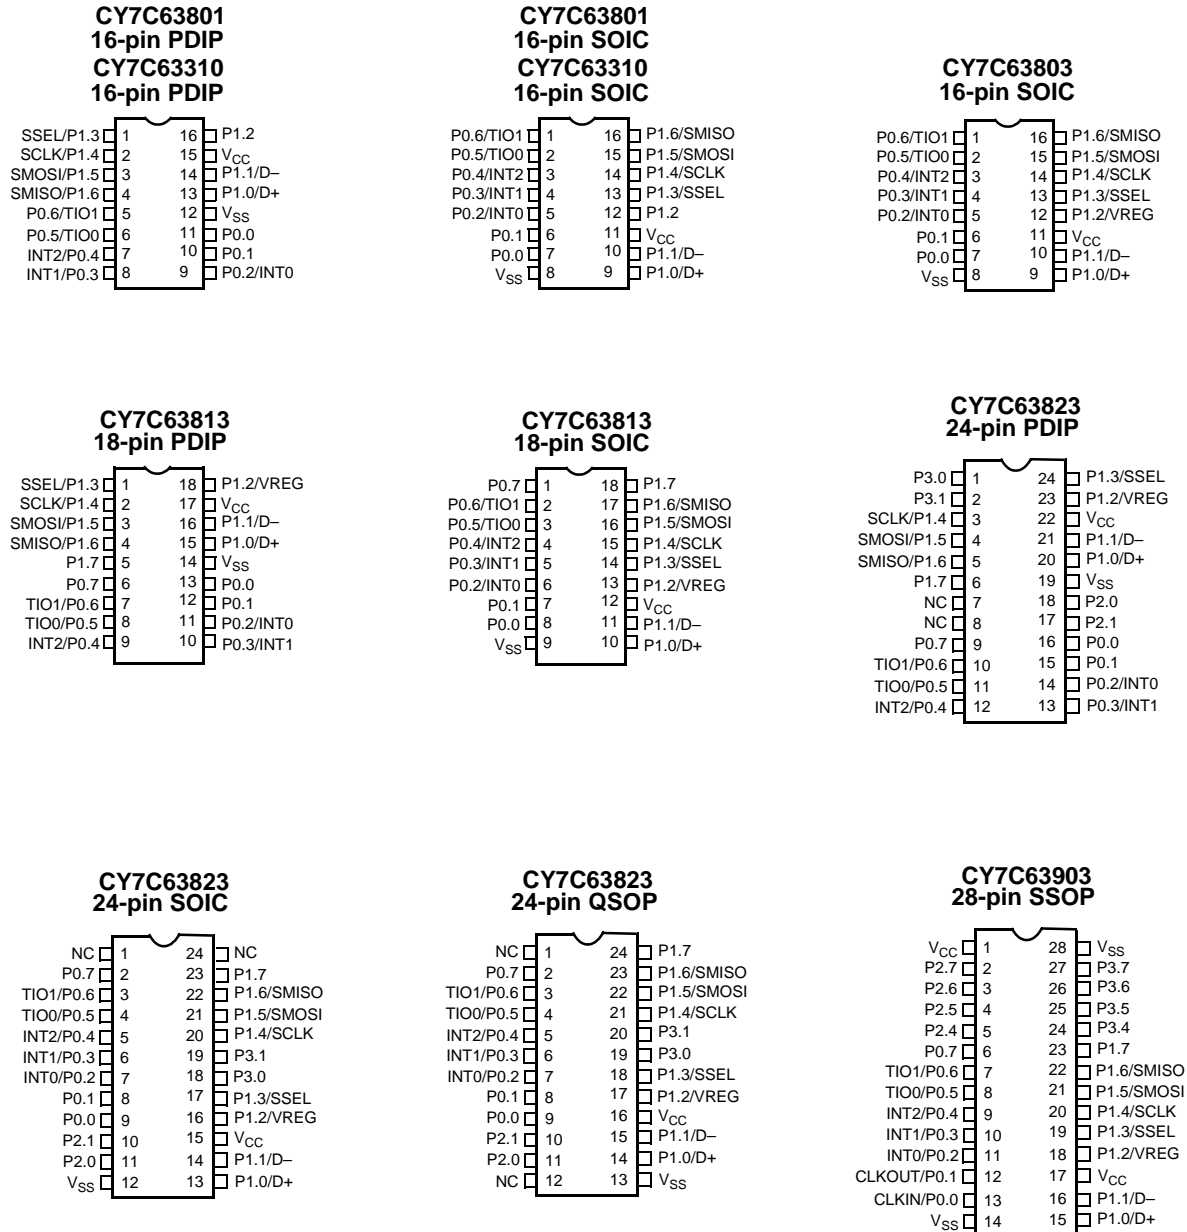 CY7C63801
16-pin PDIP
CY7C63310
16-pin PDIP
SSEL/P1.3 1 16 P1.2
SCLK/P1.4 2 15 VCC
SMOSI/P1.5 3 14 P1.1/D–
SMISO/P1.6 4 13 P1.0/D+
P0.6/TIO1 5 12 VSS
P0.5/TIO0 6 11 P0.0
INT2/P0.4 7 10 P0.1
INT1/P0.3 8 9 P0.2/INT0
CY7C63801
16-pin SOIC
CY7C63310
16-pin SOIC
P0.6/TIO1 1 16 P1.6/SMISO
P0.5/TIO0 2 15 P1.5/SMOSI
P0.4/INT2 3 14 P1.4/SCLK
P0.3/INT1 4 13 P1.3/SSEL
P0.2/INT0 5 12 P1.2
P0.1 6 11 VCC
P0.0 7 10 P1.1/D–
VSS 8 9 P1.0/D+
CY7C63803
16-pin SOIC
P0.6/TIO1 1 16 P1.6/SMISO
P0.5/TIO0 2 15 P1.5/SMOSI
P0.4/INT2 3 14 P1.4/SCLK
P0.3/INT1 4 13 P1.3/SSEL
P0.2/INT0 5 12 P1.2/VREG
P0.1 6 11 VCC
P0.0 7 10 P1.1/D–
VSS 8 9 P1.0/D+
CY7C63813
18-pin PDIP
SSEL/P1.3 1 18 P1.2/VREG
SCLK/P1.4 2 17 VCC
SMOSI/P1.5 3 16 P1.1/D–
SMISO/P1.6 4 15 P1.0/D+
P1.7 5 14 VSS
P0.7 6 13 P0.0
TIO1/P0.6 7 12 P0.1
TIO0/P0.5 8 11 P0.2/INT0
INT2/P0.4 9 10 P0.3/INT1
CY7C63813
18-pin SOIC
P0.7 1 18 P1.7
P0.6/TIO1 2 17 P1.6/SMISO
P0.5/TIO0 3 16 P1.5/SMOSI
P0.4/INT2 4 15 P1.4/SCLK
P0.3/INT1 5 14 P1.3/SSEL
P0.2/INT0 6 13 P1.2/VREG
P0.1 7 12 VCC
P0.0 8 11 P1.1/D–
VSS 9 10 P1.0/D+
CY7C63823
24-pin PDIP
P3.0 1 24 P1.3/SSEL
P3.1 2 23 P1.2/VREG
SCLK/P1.4 3 22 VCC
SMOSI/P1.5 4 21 P1.1/D–
SMISO/P1.6 5 20 P1.0/D+
P1.7 6 19 VSS
NC 7 18 P2.0
NC 8 17 P2.1
P0.7 9 16 P0.0
TIO1/P0.6 10 15 P0.1
TIO0/P0.5 11 14 P0.2/INT0
INT2/P0.4 12 13 P0.3/INT1
CY7C63823
24-pin SOIC
NC 1 24 NC
P0.7 2 23 P1.7
TIO1/P0.6 3 22 P1.6/SMISO
TIO0/P0.5 4 21 P1.5/SMOSI
INT2/P0.4 5 20 P1.4/SCLK
INT1/P0.3 6 19 P3.1
INT0/P0.2 7 18 P3.0
P0.1 8 17 P1.3/SSEL
P0.0 9 16 P1.2/VREG
P2.1 10 15 VCC
P2.0 11 14 P1.1/D–
VSS 12 13 P1.0/D+
CY7C63823
24-pin QSOP
NC 1 24 P1.7
P0.7 2 23 P1.6/SMISO
TIO1/P0.6 3 22 P1.5/SMOSI
TIO0/P0.5 4 21 P1.4/SCLK
INT2/P0.4 5 20 P3.1
INT1/P0.3 6 19 P3.0
INT0/P0.2 7 18 P1.3/SSEL
P0.1 8 17 P1.2/VREG
P0.0 9 16 VCC
P2.1 10 15 P1.1/D–
P2.0 11 14 P1.0/D+
NC 12 13 VSS
CY7C63903
28-pin SSOP
VCC 1 28 VSS
P2.7 2 27 P3.7
P2.6 3 26 P3.6
P2.5 4 25 P3.5
P2.4 5 24 P3.4
P0.7 6 23 P1.7
TIO1/P0.6 7 22 P1.6/SMISO
TIO0/P0.5 8 21 P1.5/SMOSI
INT2/P0.4 9 20 P1.4/SCLK
INT1/P0.3 10 19 P1.3/SSEL
INT0/P0.2 11 18 P1.2/VREG
CLKOUT/P0.1 12 17 VCC
CLKIN/P0.0 13 16 P1.1/D–
VSS 14 15 P1.0/D+